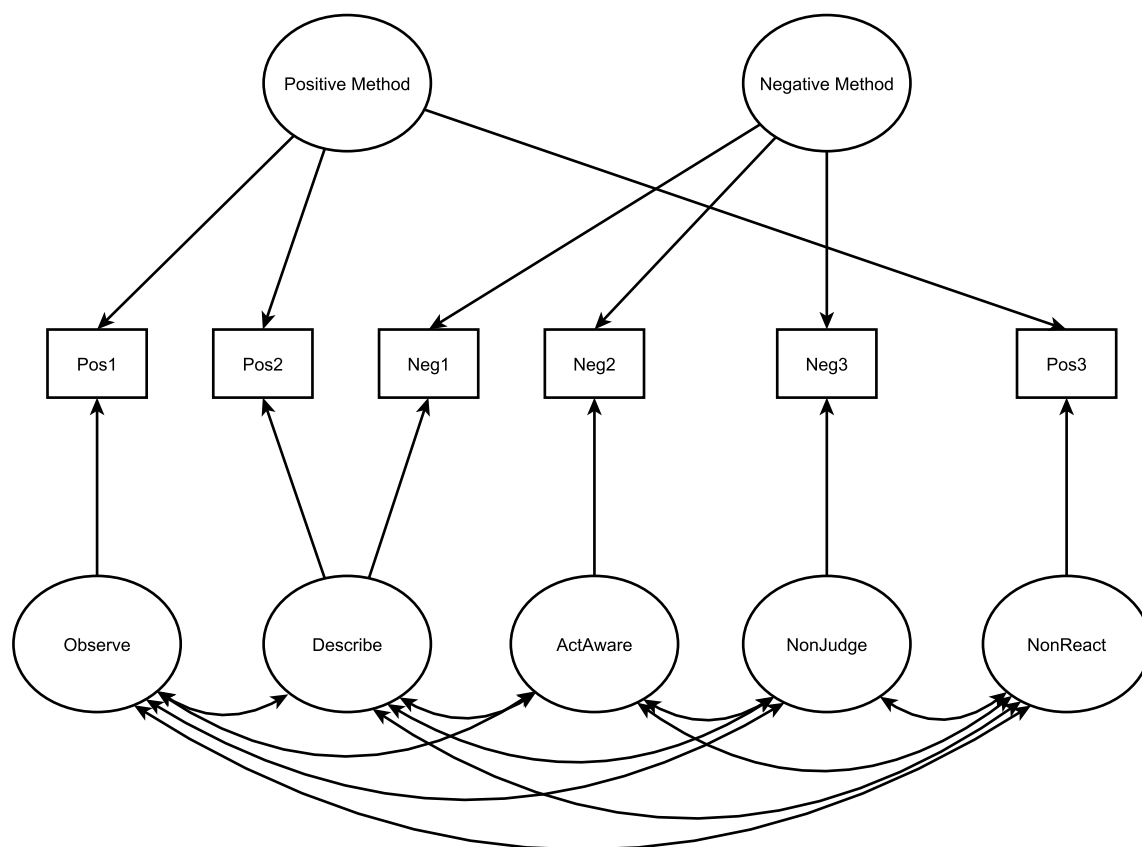 Positive Method
Negative Method
Pos1
Pos2
Neg1
Neg2
Neg3
Pos3
Observe
Describe
ActAware
NonJudge
NonReact